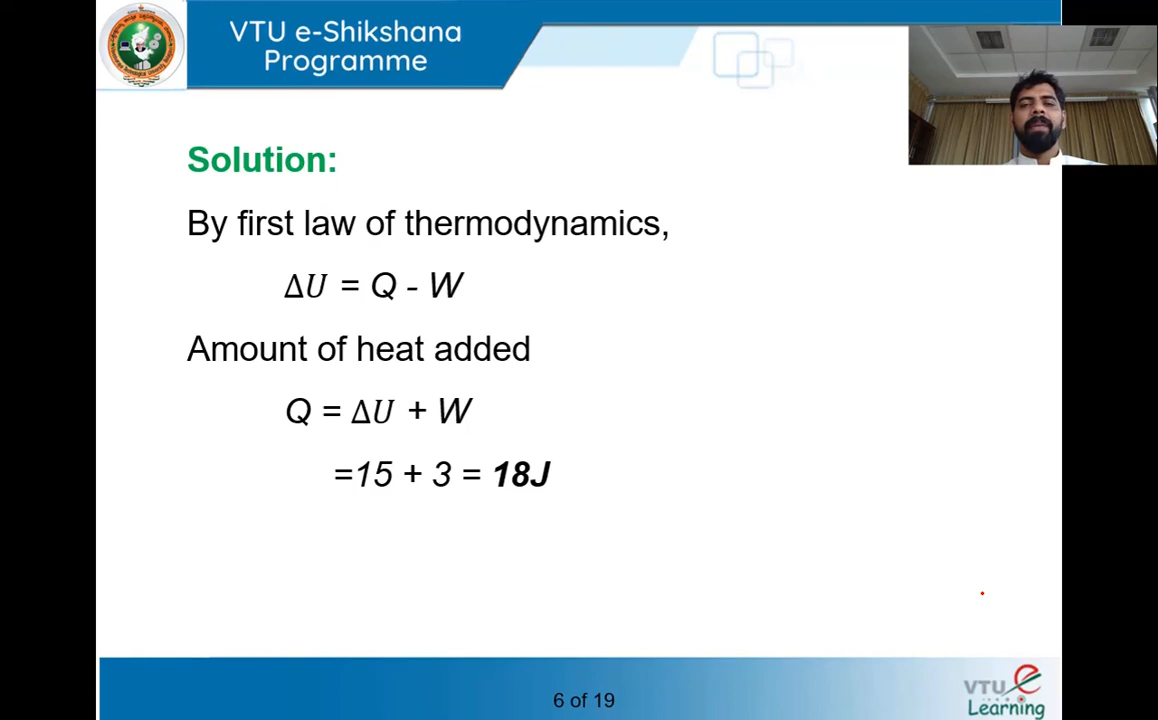 VTU e-Shikshana
Programme
Solution:
By first law of thermodynamics,
Δ𝑈 = Q - W
Amount of heat added
Q = Δ𝑈 + W
=15 + 3 = 18J
6 of 19
VTU e
Learning